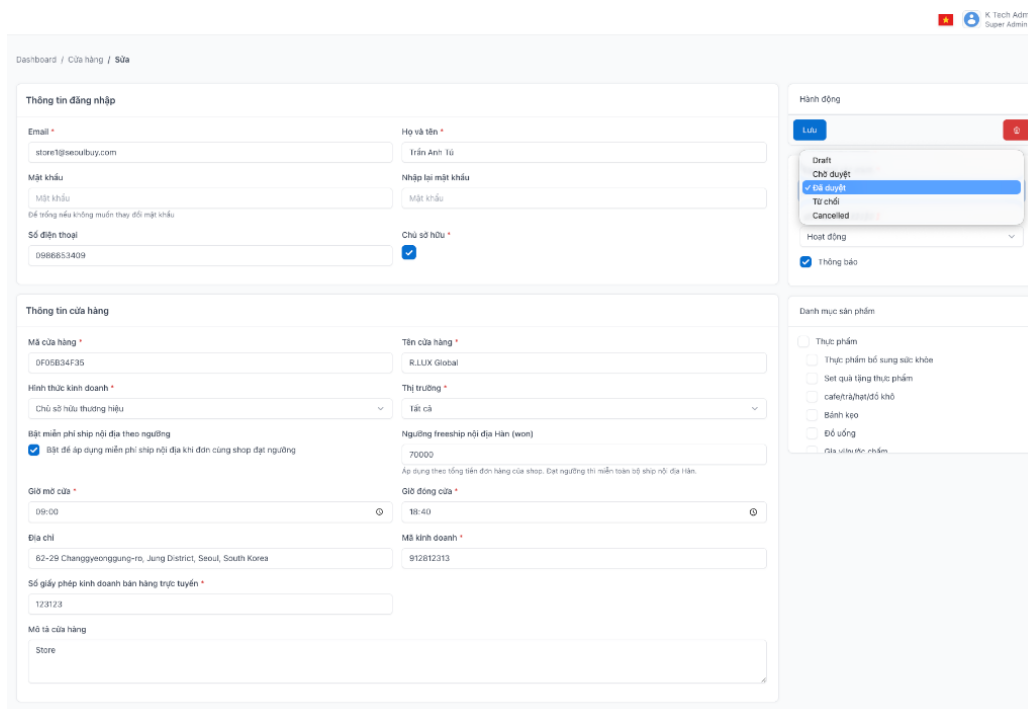 K Tech Adm
Super Admin
Dashboard / Cửa hàng / Sửa
Thông tin đăng nhập
Email *
Họ và tên *
store1@seoulbuy.com
Trần Anh Tú
Mật khẩu
Nhập lại mật khẩu
Mật khẩu
Mật khẩu
Để trống nếu không muốn thay đổi mật khẩu
Số điện thoại
Chủ sở hữu *
0986853409
Thông tin cửa hàng
Mã cửa hàng *
Tên cửa hàng *
0F05B34F35
R.LUX Global
Hình thức kinh doanh *
Thị trường *
Chủ sở hữu thương hiệu
Tất cả
Bật miễn phí ship nội địa theo ngưỡng
Ngưỡng freeship nội địa Hàn (won)
Bật để áp dụng miễn phí ship nội địa khi đơn cùng shop đạt ngưỡng
70000
Áp dụng theo tổng tiền đơn hàng của shop. Đạt ngưỡng thì miễn toàn bộ ship nội địa Hàn.
Giờ mở cửa *
Giờ đóng cửa *
09:00
18:40
Địa chỉ
Mã kinh doanh *
62-29 Changgyeonggung-ro, Jung District, Seoul, South Korea
912812313
Số giấy phép kinh doanh bán hàng trực tuyến *
123123
Mô tả cửa hàng
Store
Hành động
Lưu
Draft
Chờ duyệt
Đã duyệt
Từ chối
Cancelled
Hoạt động
Thông báo
Danh mục sản phẩm
Thực phẩm
Thực phẩm bổ sung sức khỏe
Set quà tặng thực phẩm
cafe/trà/hạt/đồ khô
Bánh kẹo
Đồ uống
Gia vị/nước chấm